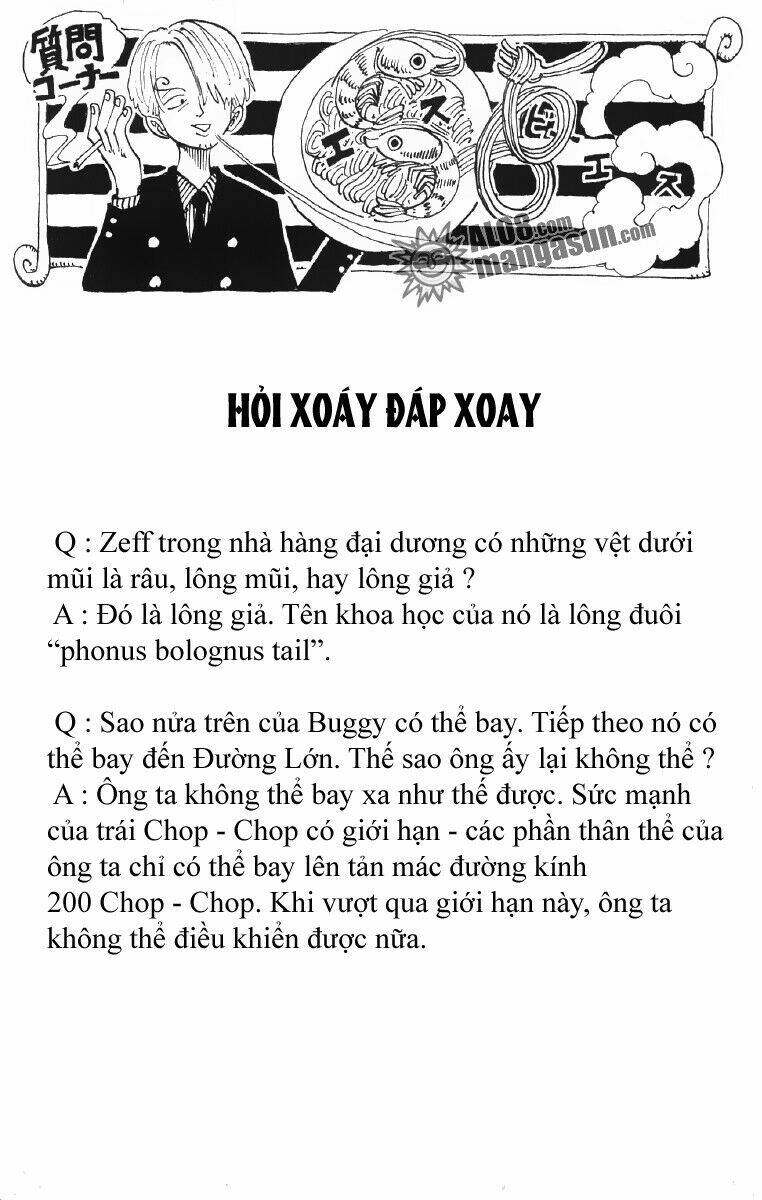 質問
コーナー
エス
ビー
エス
ALO8.com
mangasun.com
HỎI XOÁY ĐÁP XOAY
Q : Zeff trong nhà hàng đại dương có những vệt dưới
mũi là râu, lông mũi, hay lông giả ?
A : Đó là lông giả. Tên khoa học của nó là lông đuôi
“phonus bolognus tail”.
Q : Sao nửa trên của Buggy có thể bay. Tiếp theo nó có
thể bay đến Đường Lớn. Thế sao ông ấy lại không thể ?
A : Ông ta không thể bay xa như thế được. Sức mạnh
của trái Chop - Chop có giới hạn - các phần thân thể của
ông ta chỉ có thể bay lên tản mác đường kính
200 Chop - Chop. Khi vượt qua giới hạn này, ông ta
không thể điều khiển được nữa.